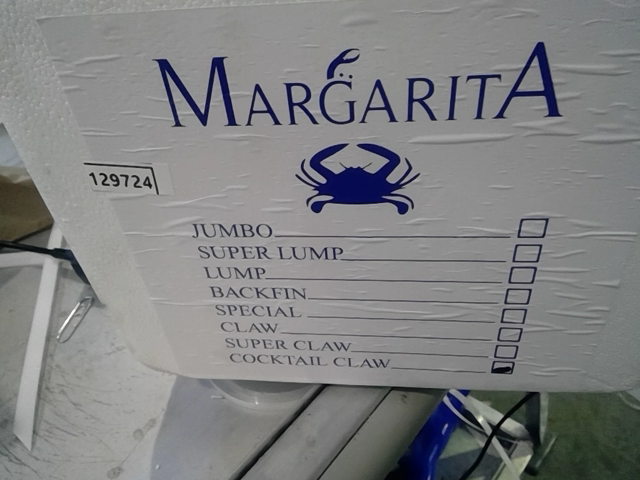 MARGARITA
129724
JUMBO
SUPER LUMP
LUMP
BACKFIN
SPECIAL
CLAW
SUPER CLAW
COCKTAIL CLAW